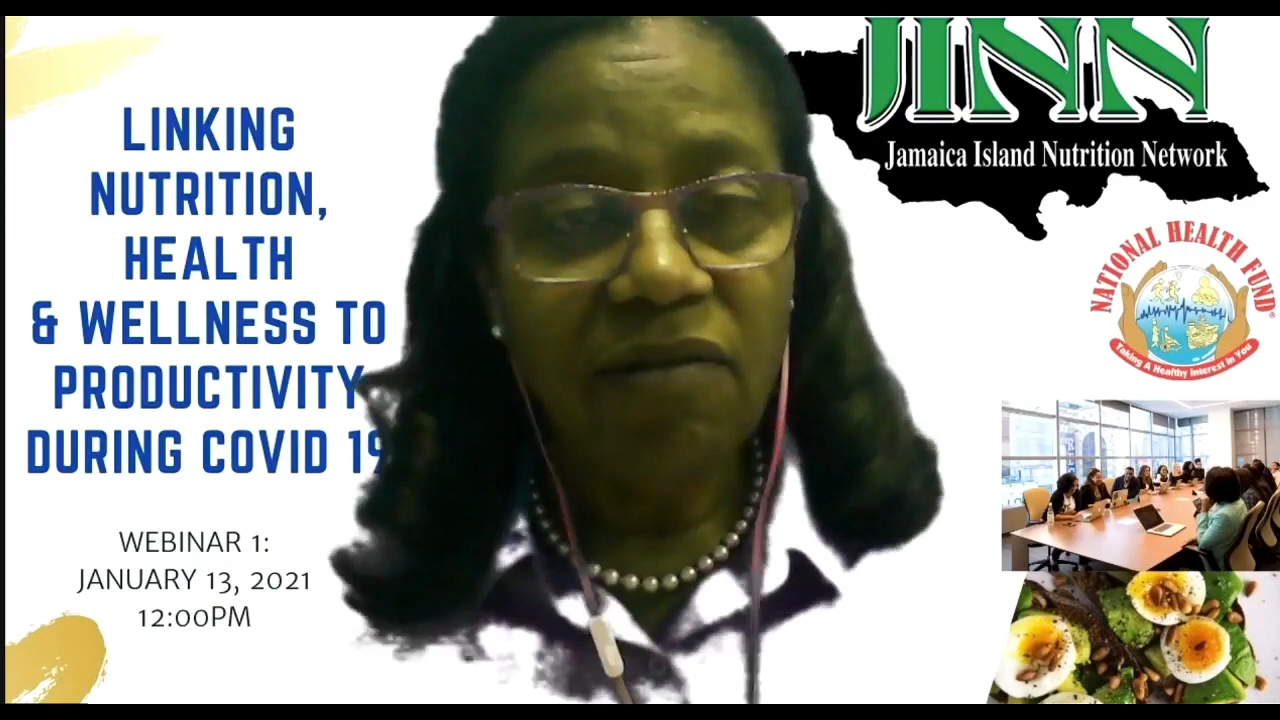 LINKING
NUTRITION,
HEALTH
& WELLNESS TO
PRODUCTIVITY
DURING COVID 19
WEBINAR 1:
JANUARY 13, 2021
12:00PM
JINN
Jamaica Island Nutrition Network
NATIONAL HEALTH FUND
Taking A Healthy Interest in You